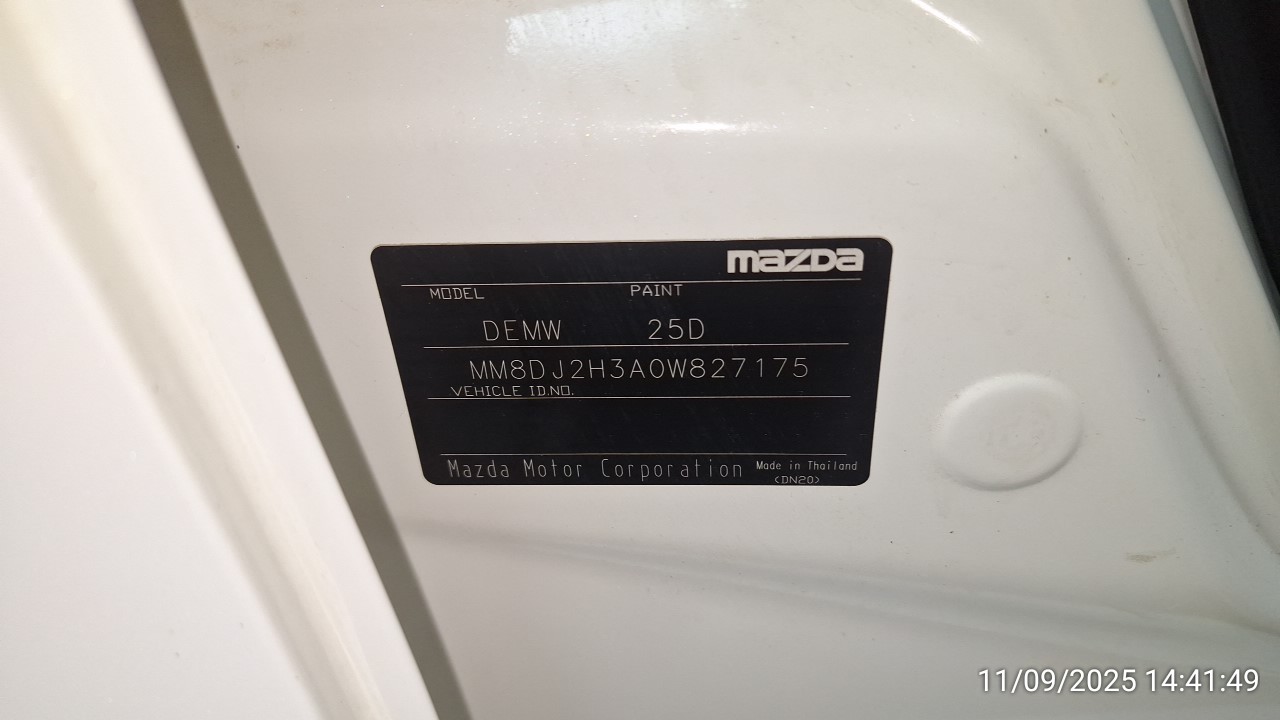 mazda
MODEL PAINT
DEMW 25D
MM8DJ2H3A0W827175
VEHICLE ID.NO.
Mazda Motor Corporation Made in Thailand
(DN20)
11/09/2025 14:41:49